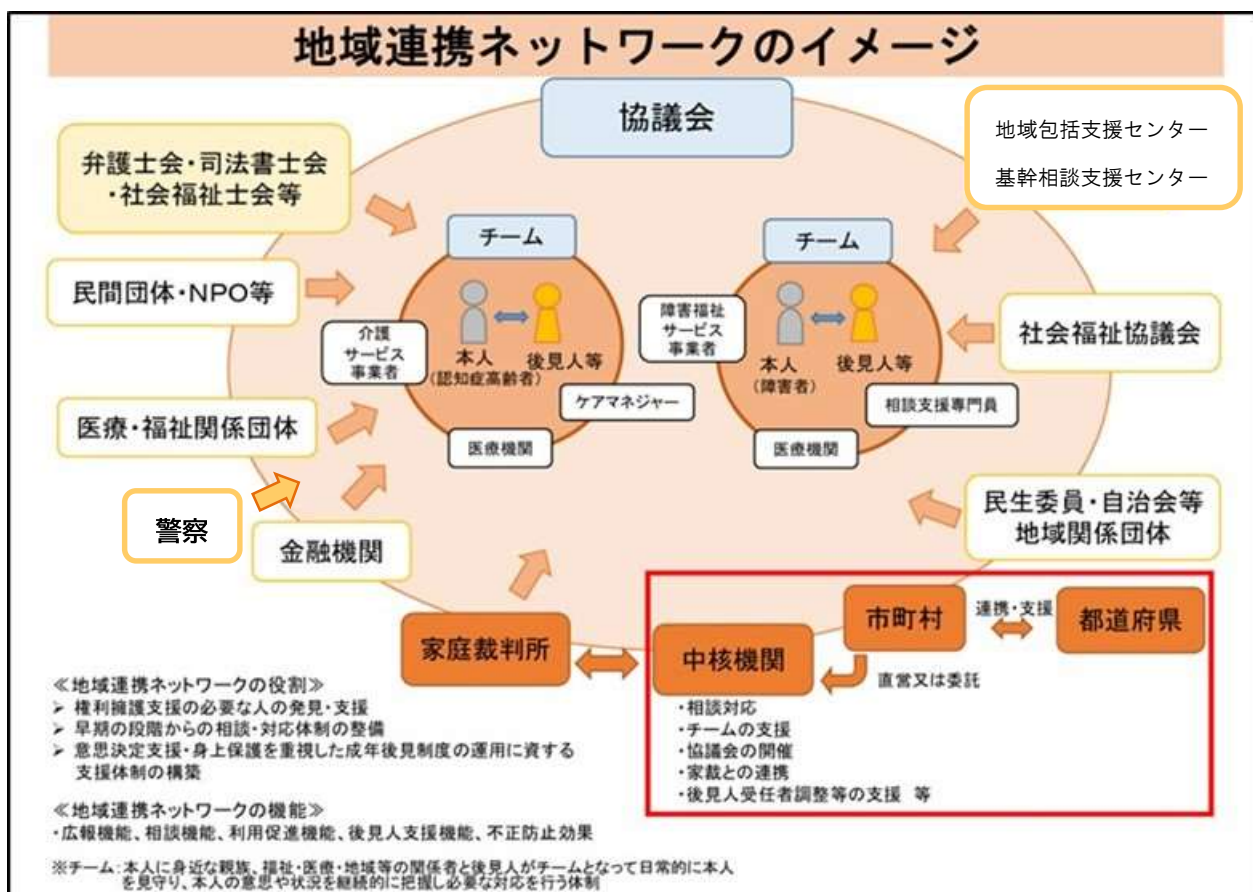 地域連携ネットワークのイメージ
協議会
地域包括支援センター
基幹相談支援センター
弁護士会・司法書士会
・社会福祉士会等
チーム
チーム
民間団体・NPO等
介護
サービス
事業者
本人
(認知症高齢者)
後見人等
ケアマネジャー
医療機関
障害福祉
サービス
事業者
本人
(障害者)
後見人等
相談支援専門員
医療機関
社会福祉協議会
医療・福祉関係団体
警察
金融機関
民生委員・自治会等
地域関係団体
家庭裁判所
中核機関
市町村
連携・支援
都道府県
直営又は委託
・相談対応
・チームの支援
・協議会の開催
・家裁との連携
・後見人受任者調整等の支援 等
≪地域連携ネットワークの役割≫
➢ 権利擁護支援の必要な人の発見・支援
➢ 早期の段階からの相談・対応体制の整備
➢ 意思決定支援・身上保護を重視した成年後見制度の運用に資する
支援体制の構築
≪地域連携ネットワークの機能≫
・広報機能、相談機能、利用促進機能、後見人支援機能、不正防止効果
※チーム:本人に身近な親族、福祉・医療・地域等の関係者と後見人がチームとなって日常的に本人
を見守り、本人の意思や状況を継続的に把握し必要な対応を行う体制